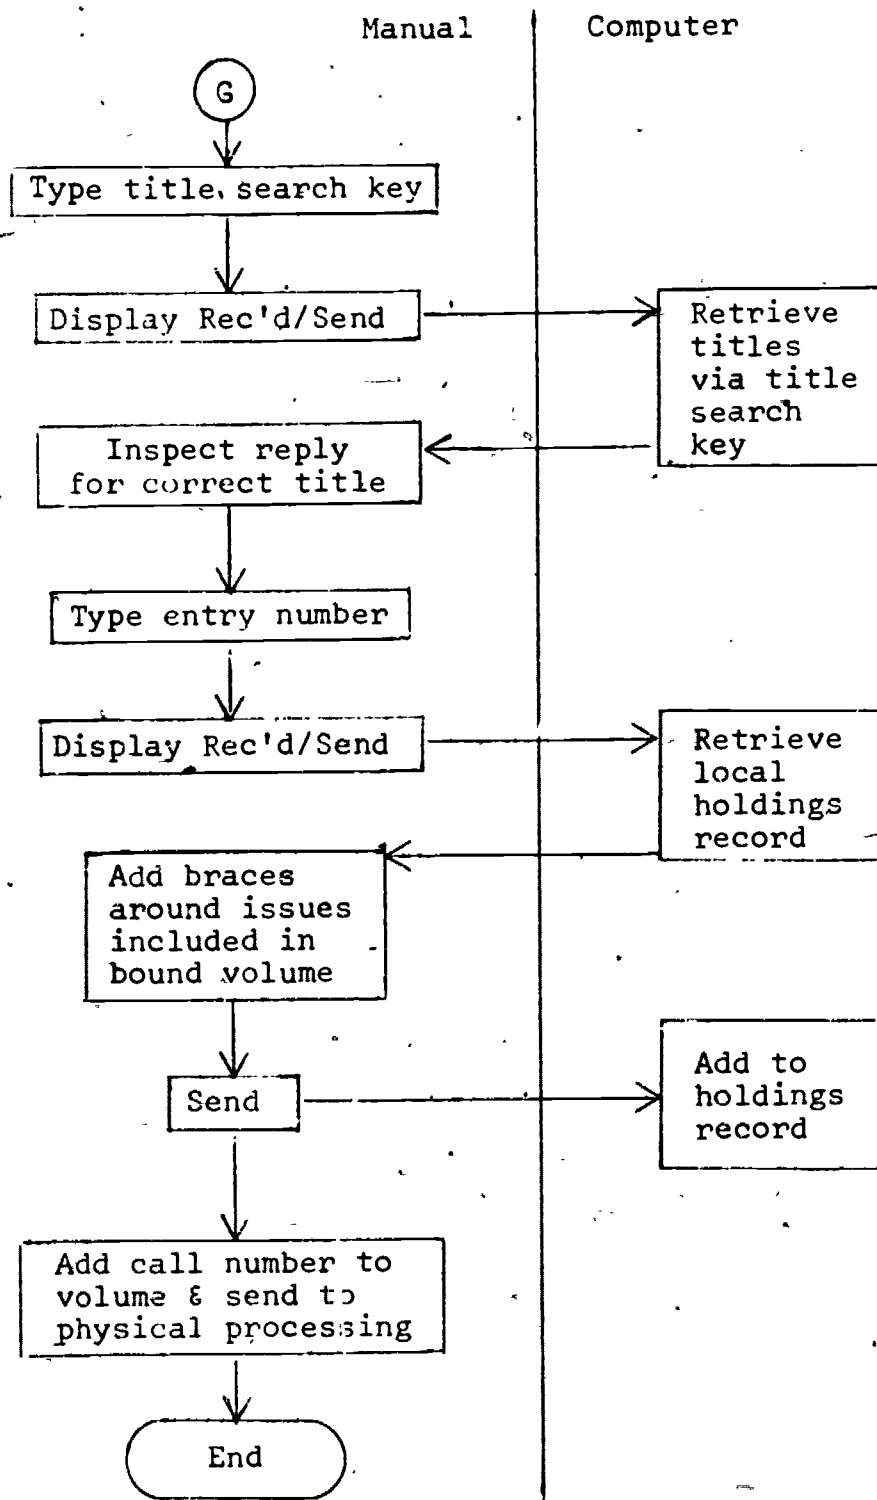 Manual
Computer
G
Type title search key
Display Rec'd/Send
Retrieve
titles
via title
search
key
Inspect reply
for correct title
Type entry number
Display Rec'd/Send
Retrieve
local
holdings
record
Add braces
around issues
included in
bound volume
Send
Add to
holdings
record
Add call number to
volume & send to
physical processing
End